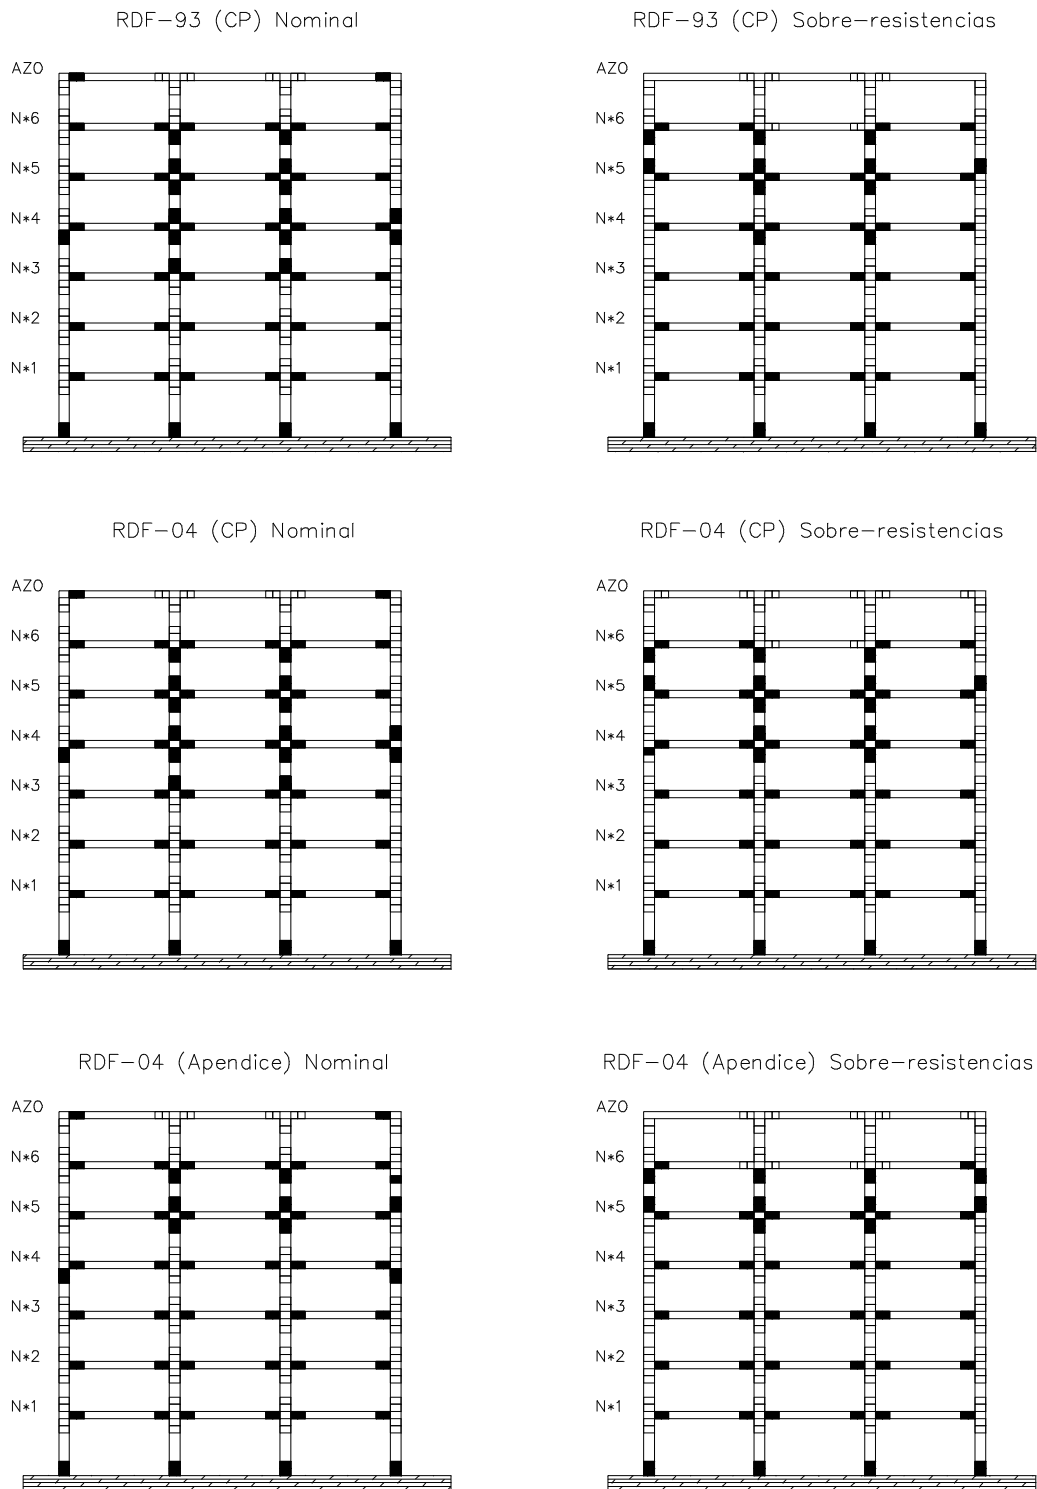 RDF-93 (CP) Nominal
AZO
N*6
N*5
N*4
N*3
N*2
N*1
RDF-93 (CP) Sobre-resistencias
AZO
N*6
N*5
N*4
N*3
N*2
N*1
RDF-04 (CP) Nominal
AZO
N*6
N*5
N*4
N*3
N*2
N*1
RDF-04 (CP) Sobre-resistencias
AZO
N*6
N*5
N*4
N*3
N*2
N*1
RDF-04 (Apendice) Nominal
AZO
N*6
N*5
N*4
N*3
N*2
N*1
RDF-04 (Apendice) Sobre-resistencias
AZO
N*6
N*5
N*4
N*3
N*2
N*1